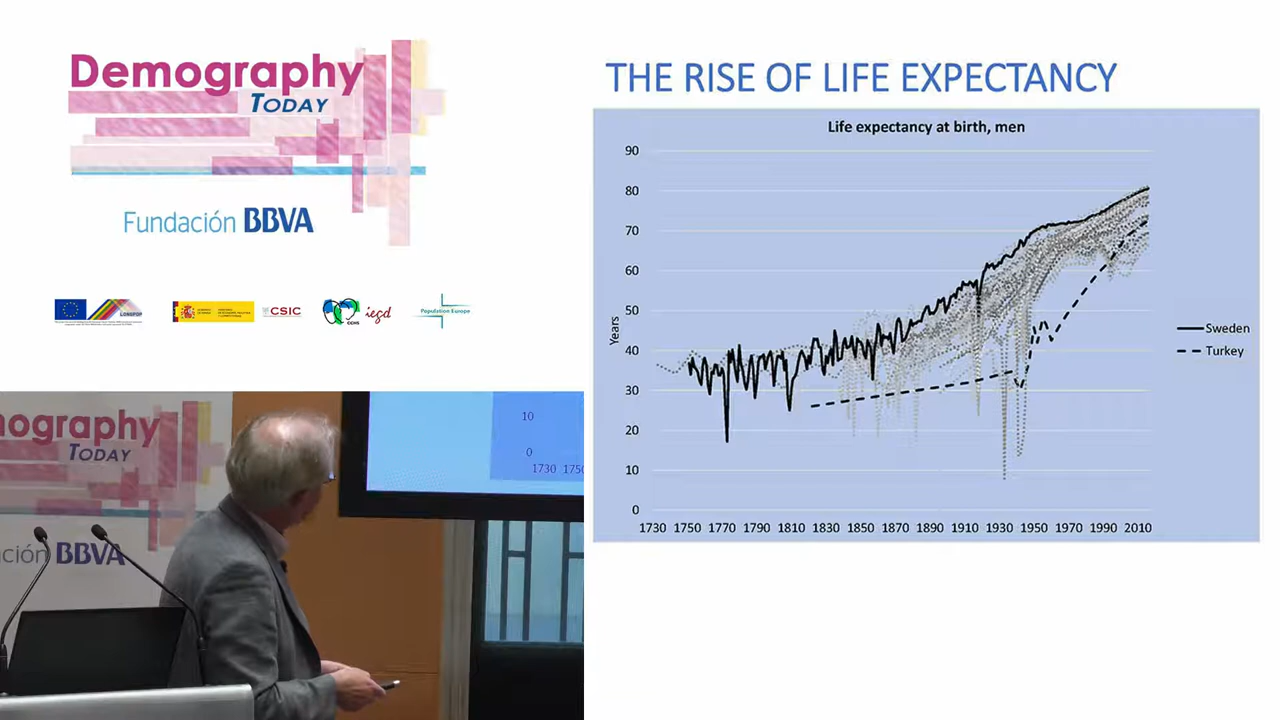 Demography
TODAY
Fundación BBVA
LONGPOP
CSIC
CCHS
iegd
Population Europe
THE RISE OF LIFE EXPECTANCY
Life expectancy at birth, men
90
80
70
60
50
40
30
20
10
0
Years
1730 1750 1770 1790 1810 1830 1850 1870 1890 1910 1930 1950 1970 1990 2010
Sweden
Turkey
nography
TODAY
ción BBVA
10
0
1730 1750